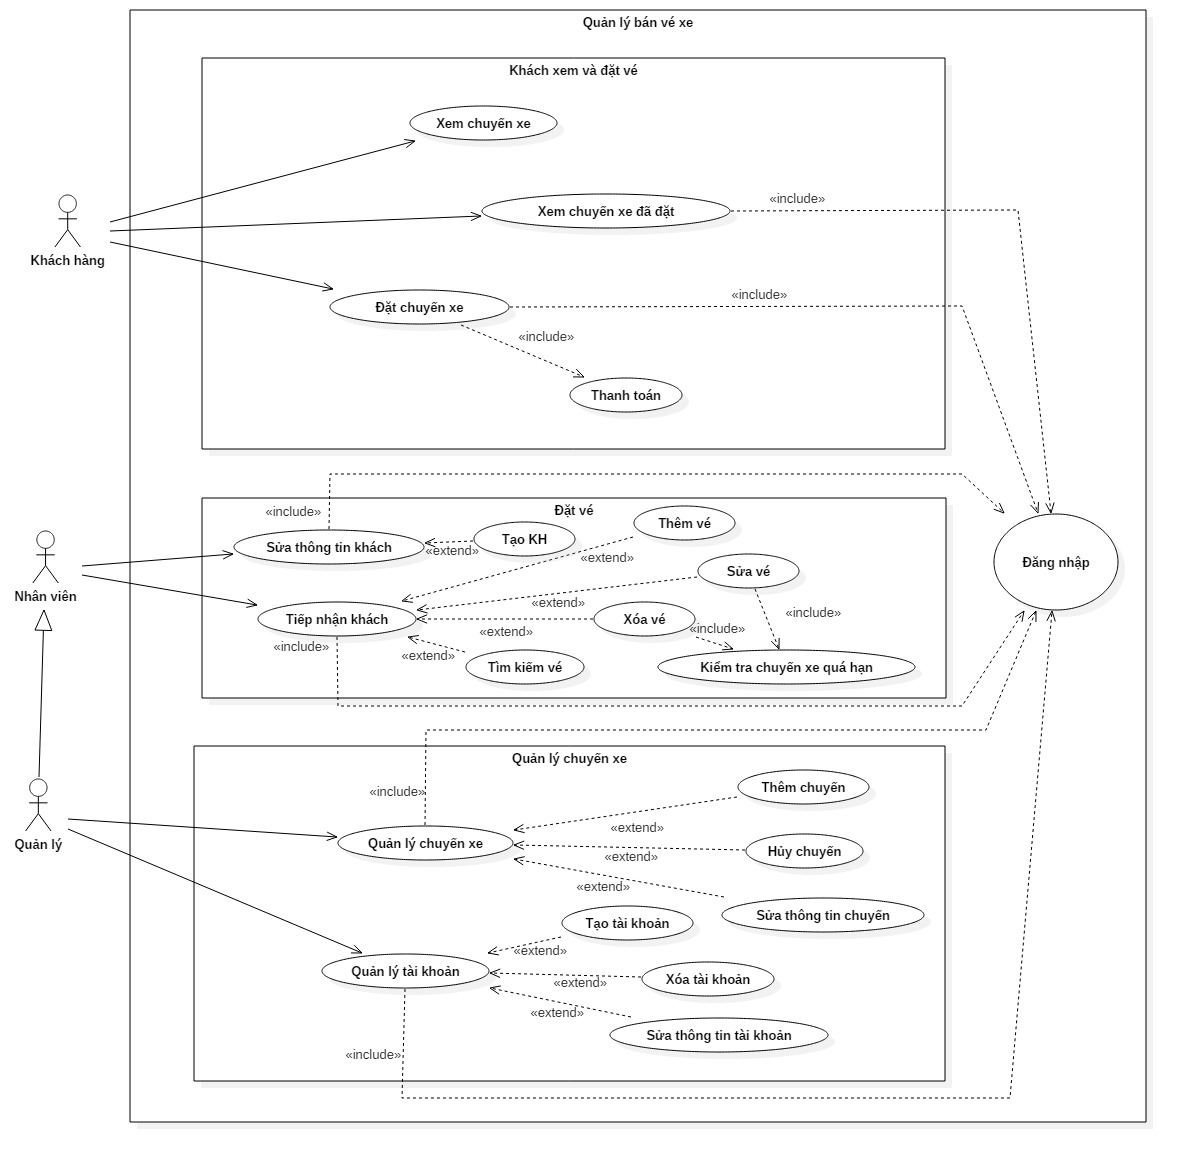 Quản lý bán vé xe
Khách xem và đặt vé
Xem chuyến xe
«include»
Xem chuyến xe đã đặt
Khách hàng
«include»
Đặt chuyến xe
«include»
Thanh toán
«include»
Đặt vé
Thêm vé
Tạo KH
Sửa thông tin khách
«extend»
«extend»
Đăng nhập
Sửa vé
Nhân viên
«extend»
«include»
Tiếp nhận khách
Xóa vé
«extend»
«include»
«include»
«extend»
Tìm kiếm vé
Kiểm tra chuyến xe quá hạn
Quản lý chuyến xe
«include»
Thêm chuyến
«extend»
Quản lý
Quản lý chuyến xe
Hủy chuyến
«extend»
«extend»
Sửa thông tin chuyến
Tạo tài khoản
«extend»
Quản lý tài khoản
Xóa tài khoản
«extend»
«extend»
Sửa thông tin tài khoản
«include»